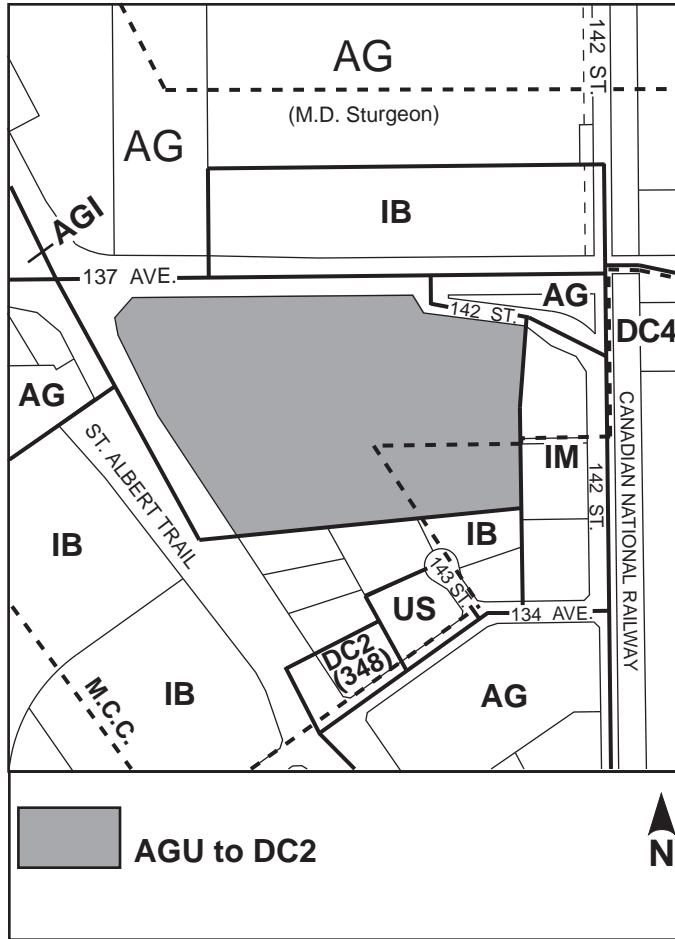 AG
142 ST.
(M.D. Sturgeon)
AG
IB
AGI
137 AVE.
AG
142 ST.
DC4
AG
ST. ALBERT TRAIL
IM
142 ST.
CANADIAN NATIONAL RAILWAY
IB
IB
143 ST.
US
134 AVE.
DC2
(348)
IB
M.C.C.
AG
AGU to DC2
N